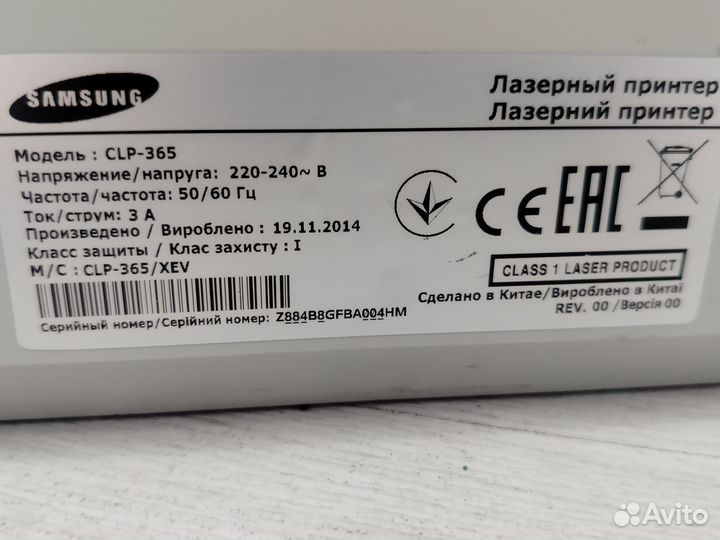 SAMSUNG
Лазерный принтер
Лазерний принтер
Модель : CLP-365
Напряжение/напруга: 220-240~ В
Частота/частота: 50/60 Гц
Ток/струм: 3 А
Произведено / Вироблено : 19.11.2014
Класс защиты / Клас захисту : I
M/C : CLP-365/XEV
CE EAC
CLASS 1 LASER PRODUCT
Сделано в Китае/Вироблено в Китаї
REV. 00 /Версія 00
Серийный номер/Серійний номер: Z884B8GFBA004HM
Avito